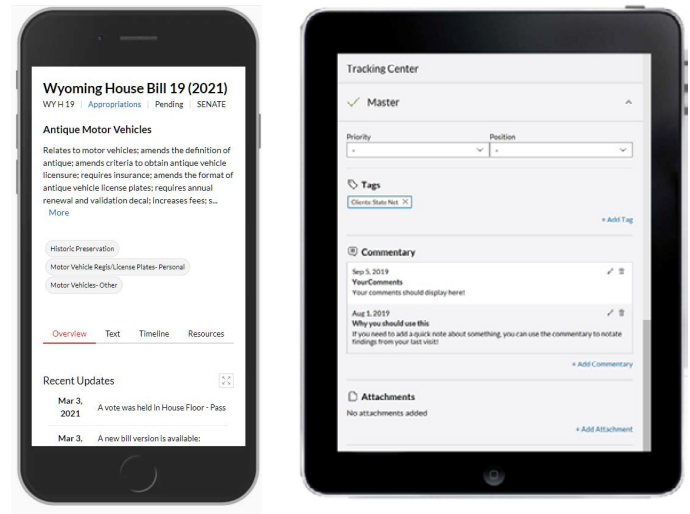 Wyoming House Bill 19 (2021)
WY H 19 | Appropriations | Pending | SENATE
Antique Motor Vehicles
Relates to motor vehicles; amends the definition of
antique; amends criteria to obtain antique vehicle
licensure; requires insurance; amends the format of
antique vehicle license plates; requires annual
renewal and validation decal; increases fees; s...
More
Historic Preservation
Motor Vehicle Regis/License Plates- Personal
Motor Vehicles- Other
Overview Text Timeline Resources
Recent Updates
Mar 3,
2021
A vote was held in House Floor - Pass
Mar 3,
A new bill version is available:
Tracking Center
Master
Priority Position
- -
Tags
Clients: State Net X
+ Add Tag
Commentary
Sep 5, 2019
YourComments
Your comments should display here!
Aug 1, 2019
Why you should use this
If you need to add a quick note about something, you can use the commentary to notate
findings from your last visit!
+ Add Commentary
Attachments
No attachments added
+ Add Attachment